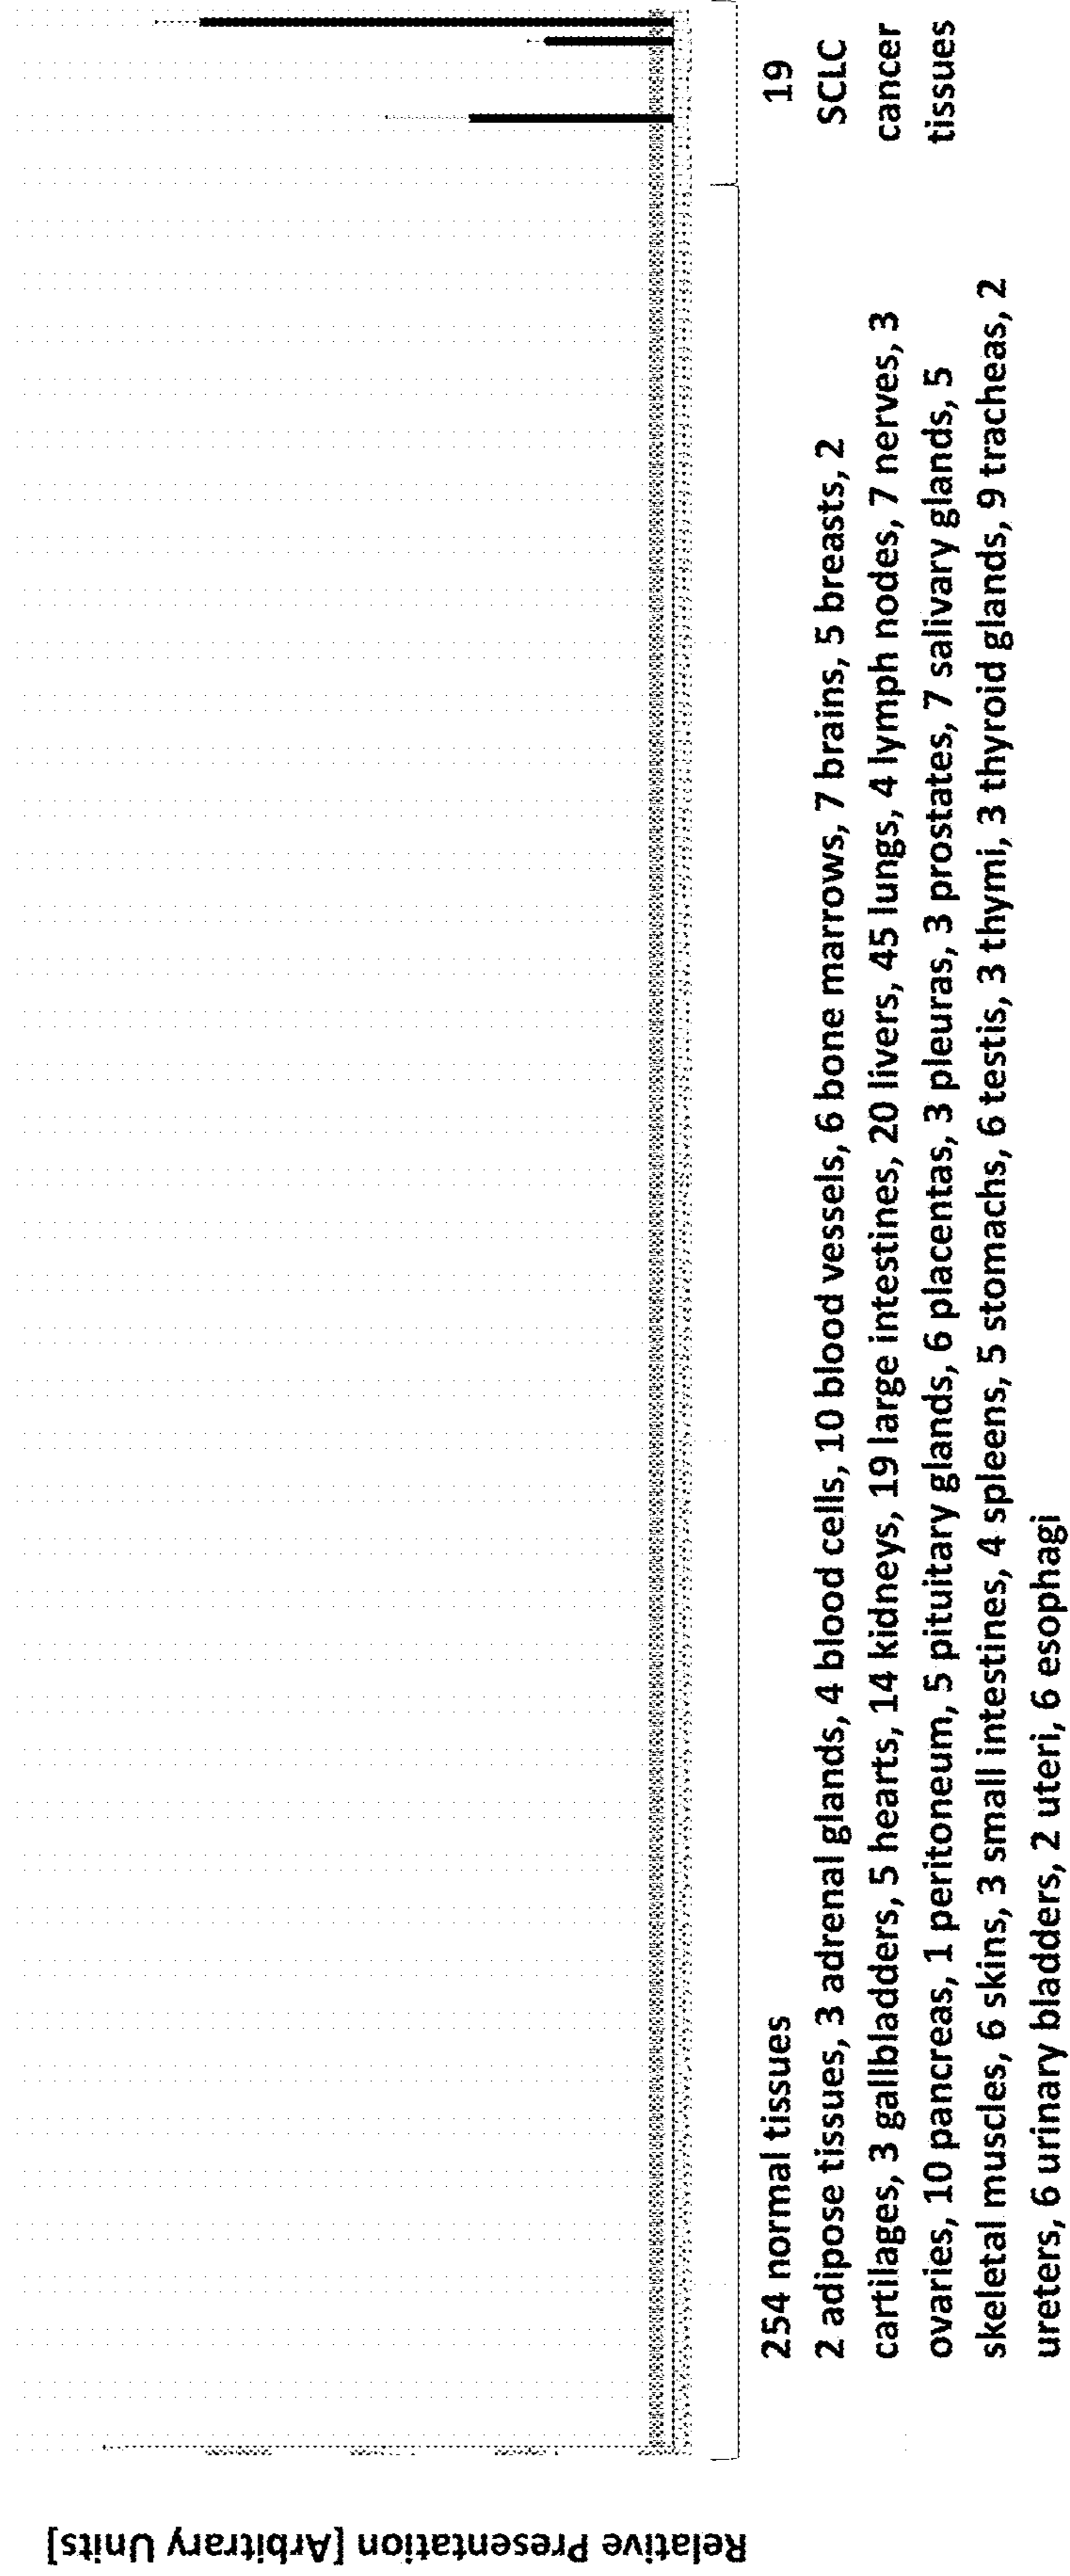 Relative Presentation [Arbitrary Units]
254 normal tissues
2 adipose tissues, 3 adrenal glands, 4 blood cells, 10 blood vessels, 6 bone marrows, 7 brains, 5 breasts, 2
cartilages, 3 gallbladders, 5 hearts, 14 kidneys, 19 large intestines, 20 livers, 45 lungs, 4 lymph nodes, 7 nerves, 3
ovaries, 10 pancreas, 1 peritoneum, 5 pituitary glands, 6 placentas, 3 pleuras, 3 prostates, 7 salivary glands, 5
skeletal muscles, 6 skins, 3 small intestines, 4 spleens, 5 stomachs, 6 testis, 3 thymi, 3 thyroid glands, 9 tracheas, 2
ureters, 6 urinary bladders, 2 uteri, 6 esophagi
19
SCLC
cancer
tissues